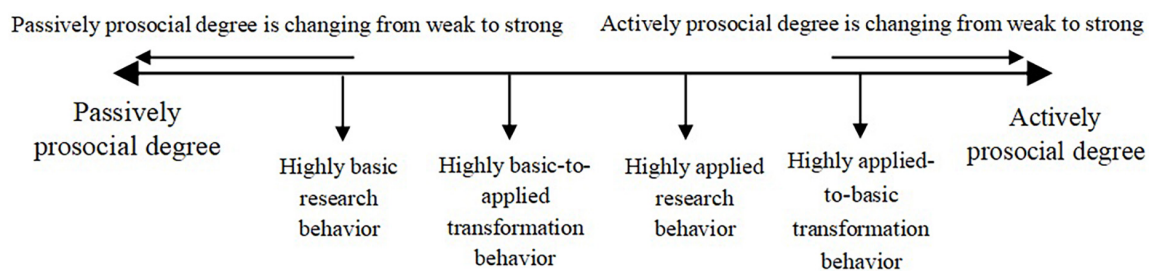 Passively prosocial degree is changing from weak to strong
Actively prosocial degree is changing from weak to strong
Passively
prosocial degree
Actively
prosocial degree
Highly basic
research
behavior
Highly basic-to-
applied
transformation
behavior
Highly applied
research
behavior
Highly applied-
to-basic
transformation
behavior